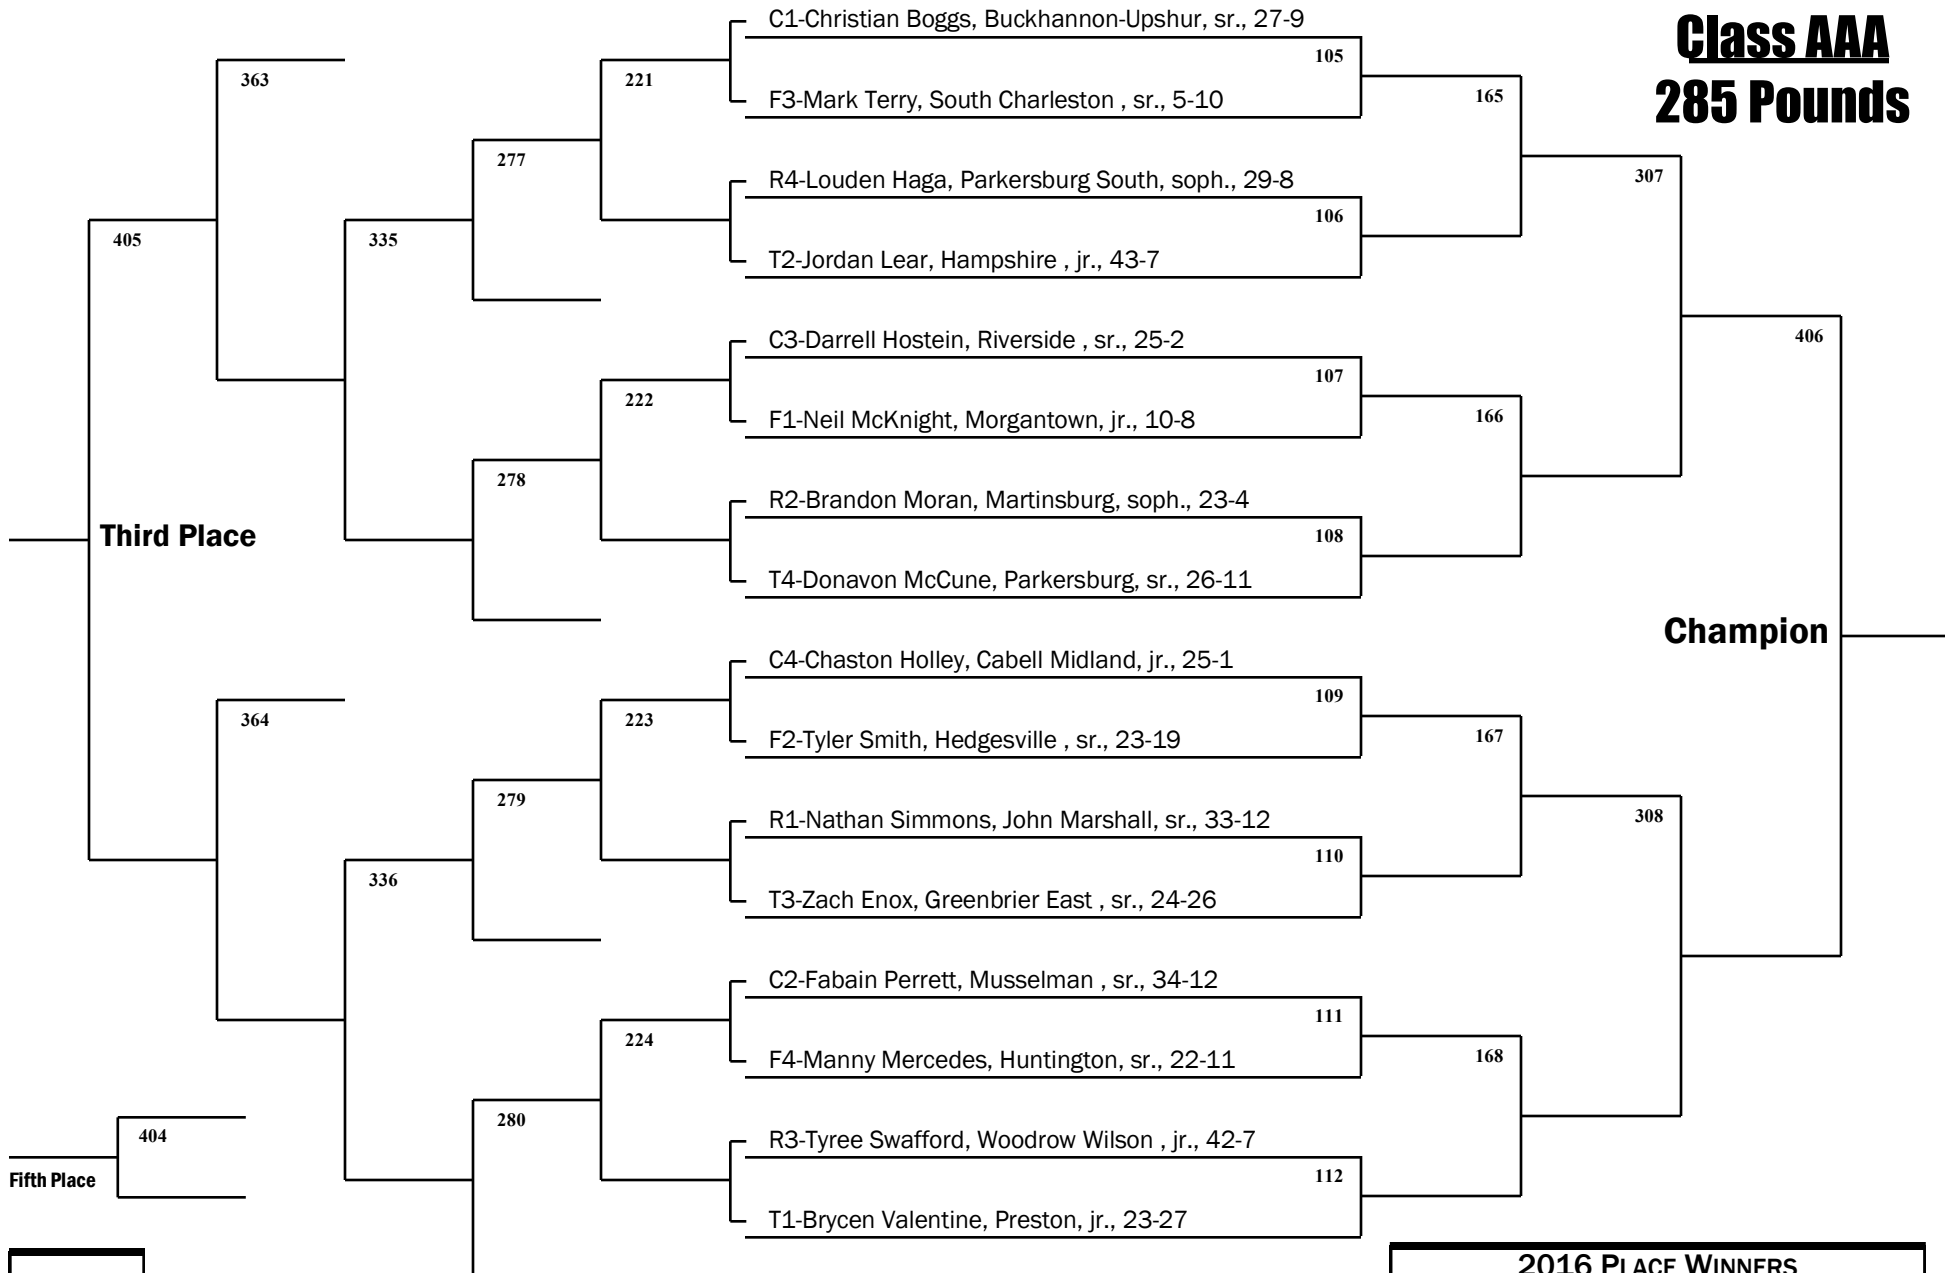 Class AAA
285 Pounds
C1-Christian Boggs, Buckhannon-Upshur, sr., 27-9
105
363
221
F3-Mark Terry, South Charleston , sr., 5-10
165
277
R4-Louden Haga, Parkersburg South, soph., 29-8
307
106
405
335
T2-Jordan Lear, Hampshire , jr., 43-7
C3-Darrell Hostein, Riverside , sr., 25-2
406
107
222
F1-Neil McKnight, Morgantown, jr., 10-8
166
278
R2-Brandon Moran, Martinsburg, soph., 23-4
Third Place
108
T4-Donavon McCune, Parkersburg, sr., 26-11
Champion
C4-Chaston Holley, Cabell Midland, jr., 25-1
109
364
223
F2-Tyler Smith, Hedgesville , sr., 23-19
167
279
R1-Nathan Simmons, John Marshall, sr., 33-12
308
110
336
T3-Zach Enox, Greenbrier East , sr., 24-26
C2-Fabain Perrett, Musselman , sr., 34-12
111
224
F4-Manny Mercedes, Huntington, sr., 22-11
168
280
404
R3-Tyree Swafford, Woodrow Wilson , jr., 42-7
Fifth Place
112
T1-Brycen Valentine, Preston, jr., 23-27
2016 PLACE WINNERS